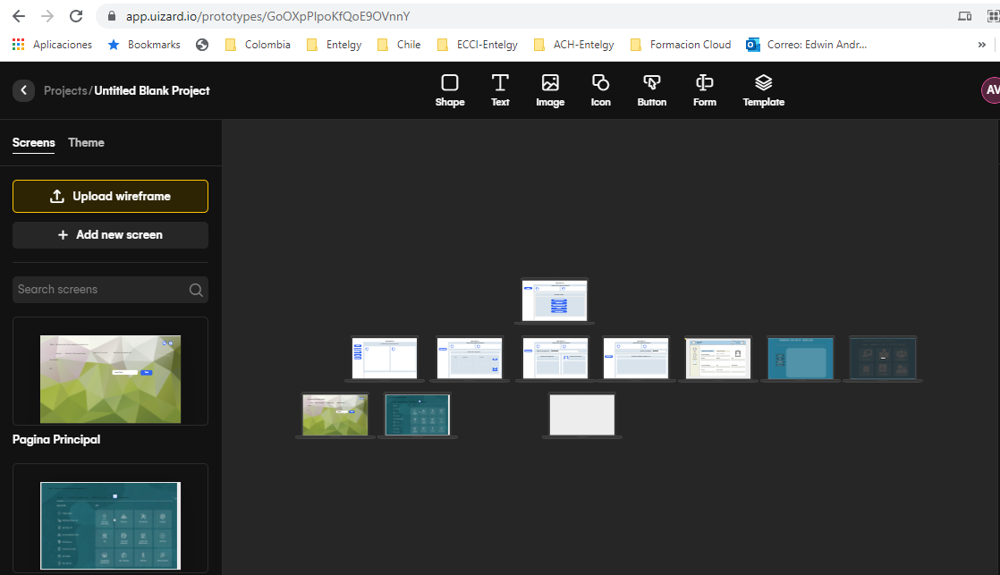 app.uizard.io/prototypes/GoOXpPIpoKfQoE9OVnnY
Aplicaciones Bookmarks Colombia Entelgy Chile ECCI-Entelgy ACH-Entelgy Formacion Cloud Correo: Edwin Andr... »
Projects/Untitled Blank Project
Shape Text Image Icon Button Form Template
AV
Screens Theme
Upload wireframe
+ Add new screen
Search screens
Pagina Principal